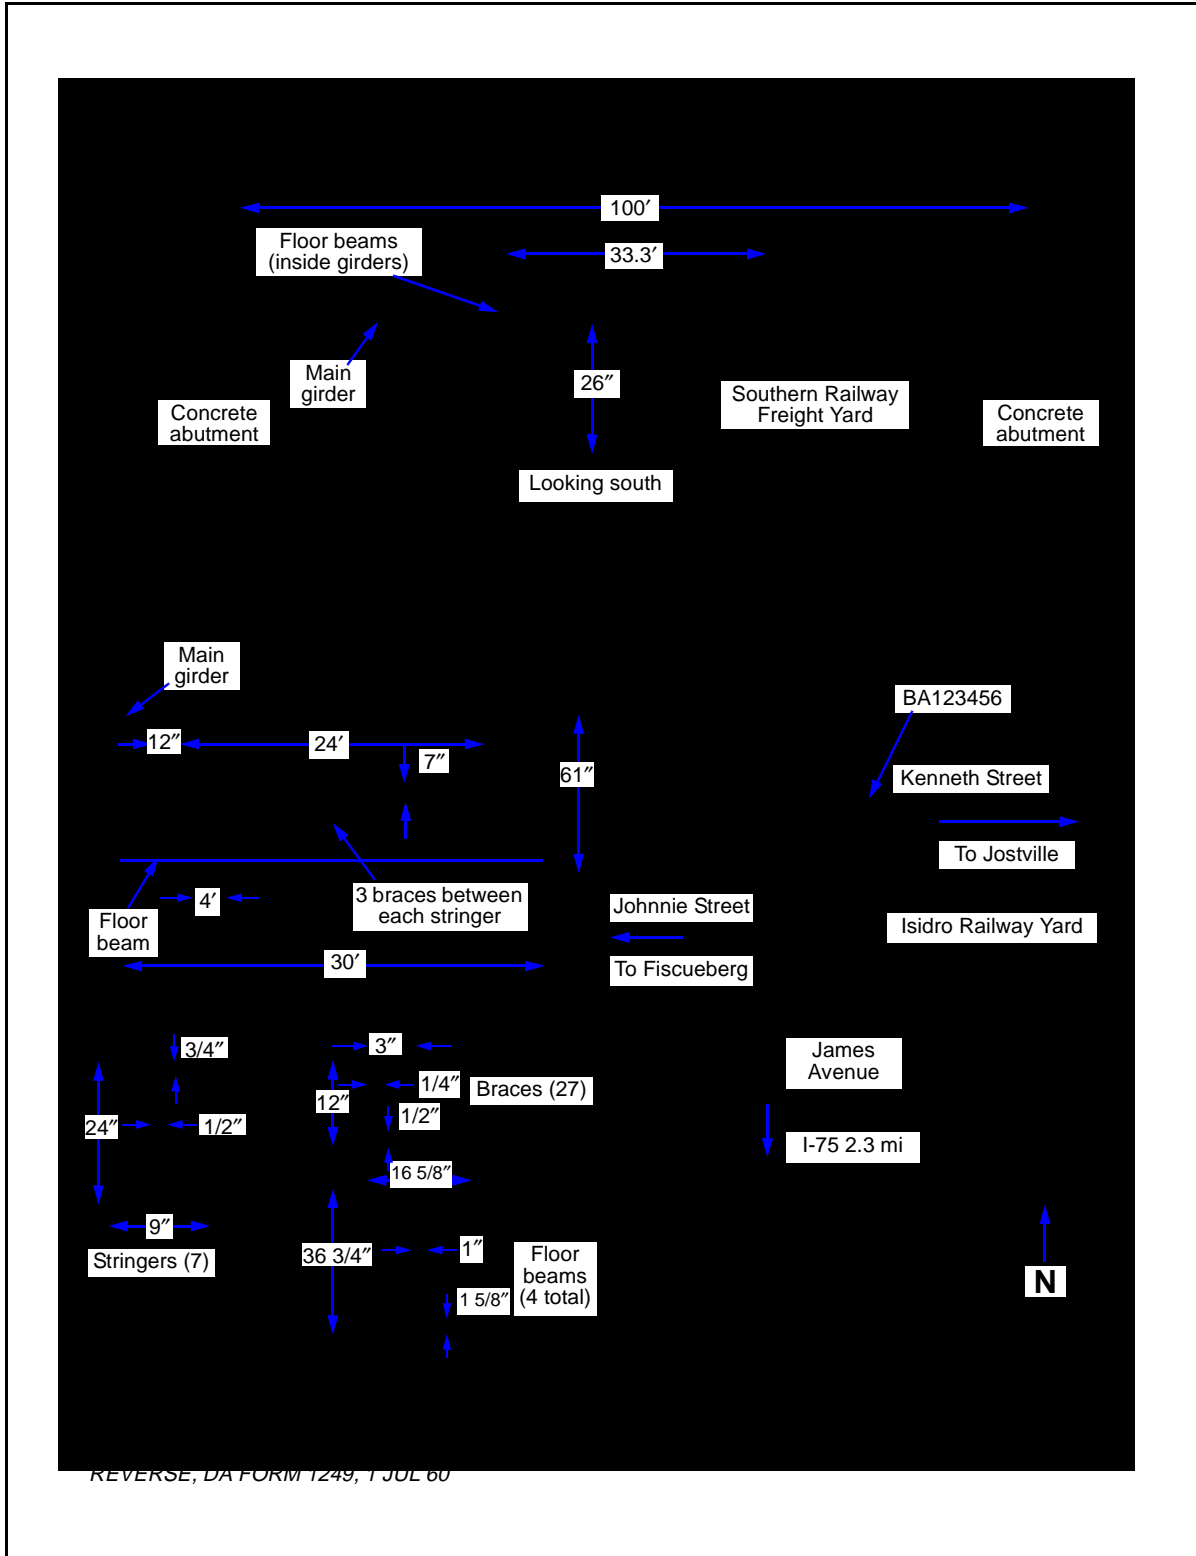 100′
Floor beams
(inside girders)
33.3′
Main
girder
26″
Southern Railway
Freight Yard
Concrete
abutment
Concrete
abutment
Looking south
Main
girder
BA123456
12″
24′
7″
61″
Kenneth Street
To Jostville
4′
3 braces between
each stringer
Floor
beam
Johnnie Street
Isidro Railway Yard
30′
To Fiscueberg
3/4″
3″
James
Avenue
1/4″
Braces (27)
12″
1/2″
24″
1/2″
I-75 2.3 mi
16 5/8″
9″
Stringers (7)
36 3/4″
1″
Floor
beams
(4 total)
1 5/8″
N
REVERSE, DA FORM 1249, 1 JUL 60